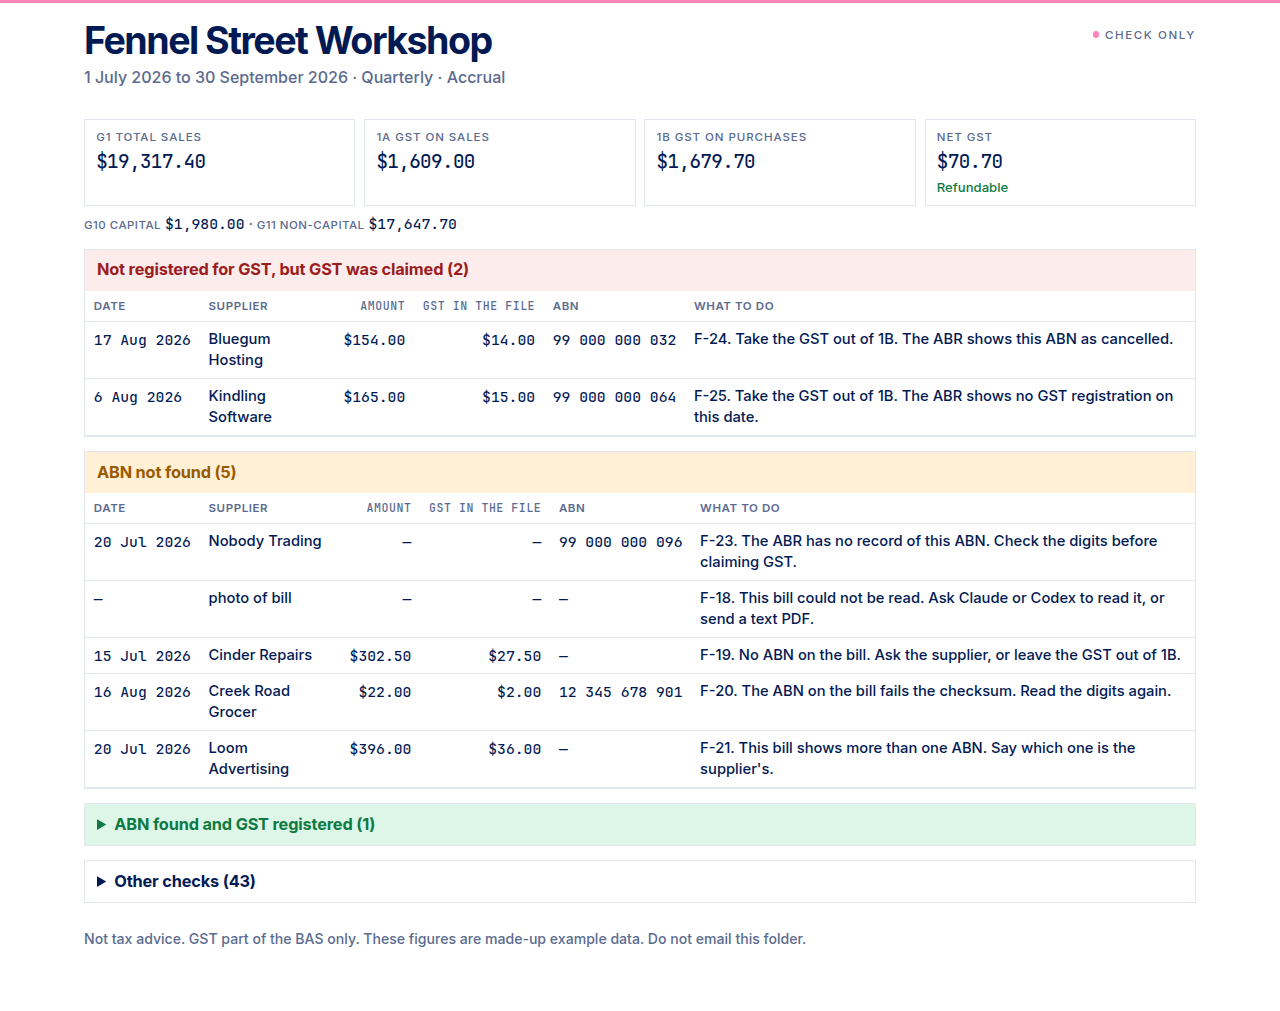 Fennel Street Workshop
CHECK ONLY
1 July 2026 to 30 September 2026 · Quarterly · Accrual
G1 TOTAL SALES
$19,317.40
1A GST ON SALES
$1,609.00
1B GST ON PURCHASES
$1,679.70
NET GST
$70.70
Refundable
G10 CAPITAL $1,980.00 · G11 NON-CAPITAL $17,647.70
Not registered for GST, but GST was claimed (2)
DATE SUPPLIER AMOUNT GST IN THE FILE ABN WHAT TO DO
17 Aug 2026 Bluegum $154.00 $14.00 99 000 000 032 F-24. Take the GST out of 1B. The ABR shows this ABN as cancelled.
Hosting
6 Aug 2026 Kindling $165.00 $15.00 99 000 000 064 F-25. Take the GST out of 1B. The ABR shows no GST registration on
Software this date.
ABN not found (5)
DATE SUPPLIER AMOUNT GST IN THE FILE ABN WHAT TO DO
20 Jul 2026 Nobody Trading — — 99 000 000 096 F-23. The ABR has no record of this ABN. Check the digits before
claiming GST.
— photo of bill — — — F-18. This bill could not be read. Ask Claude or Codex to read it, or
send a text PDF.
15 Jul 2026 Cinder Repairs $302.50 $27.50 — F-19. No ABN on the bill. Ask the supplier, or leave the GST out of 1B.
16 Aug 2026 Creek Road $22.00 $2.00 12 345 678 901 F-20. The ABN on the bill fails the checksum. Read the digits again.
Grocer
20 Jul 2026 Loom $396.00 $36.00 — F-21. This bill shows more than one ABN. Say which one is the
Advertising supplier's.
ABN found and GST registered (1)
Other checks (43)
Not tax advice. GST part of the BAS only. These figures are made-up example data. Do not email this folder.